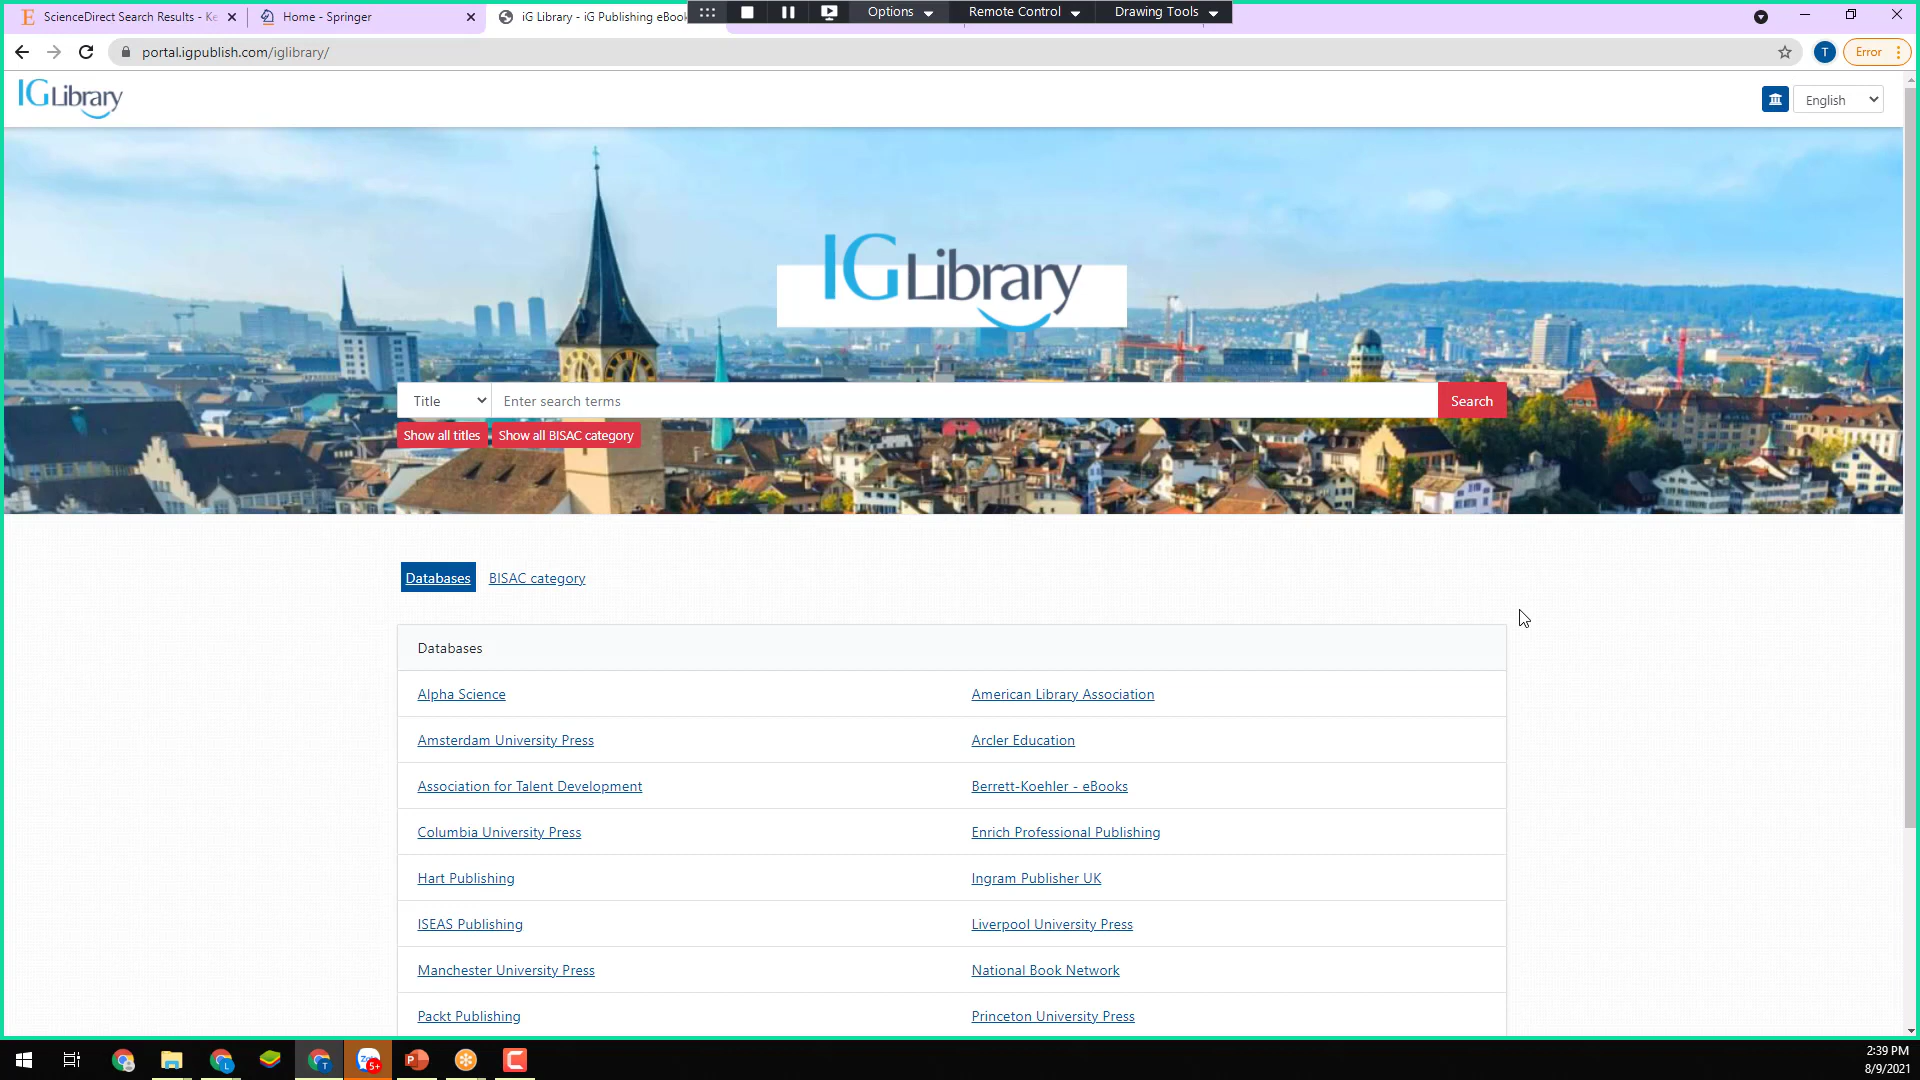 ScienceDirect Search Results - Ke
Home - Springer
iG Library - iG Publishing eBook
Options
Remote Control
Drawing Tools
portal.igpublish.com/iglibrary/
T
Error
IGLibrary
English
IGLibrary
Title
Enter search terms
Search
Show all titles
Show all BISAC category
Databases
BISAC category
Databases
Alpha Science
American Library Association
Amsterdam University Press
Arcler Education
Association for Talent Development
Berrett-Koehler - eBooks
Columbia University Press
Enrich Professional Publishing
Hart Publishing
Ingram Publisher UK
ISEAS Publishing
Liverpool University Press
Manchester University Press
National Book Network
Packt Publishing
Princeton University Press
2:39 PM
8/9/2021